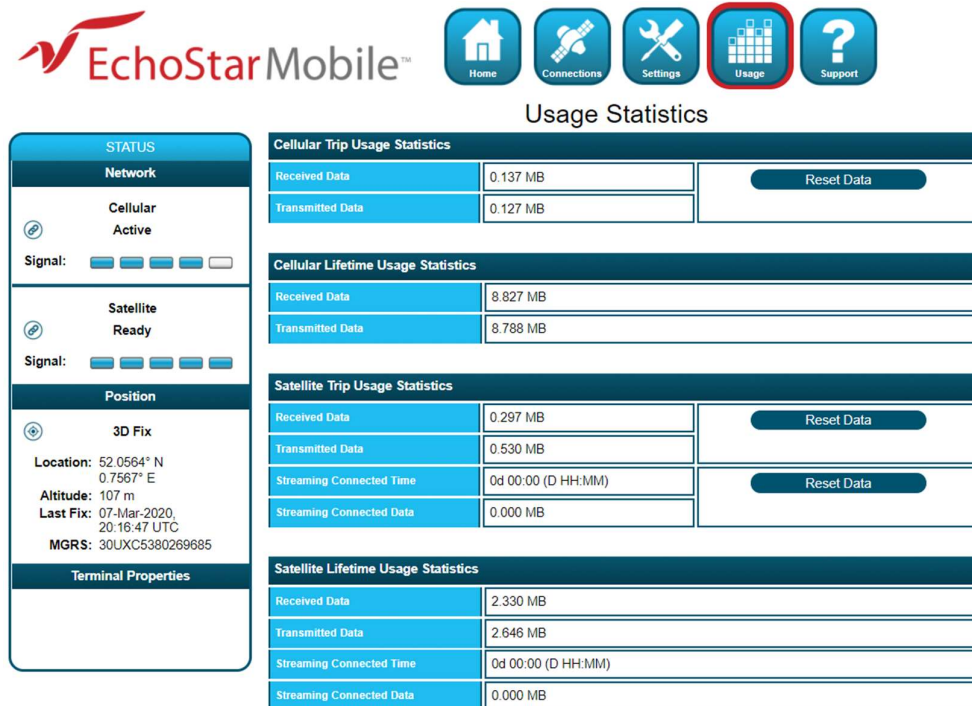 EchoStar Mobile™
Home
Connections
Settings
Usage
Support
Usage Statistics
STATUS
Network
Cellular
Active
Signal:
Satellite
Ready
Signal:
Position
3D Fix
Location: 52.0564° N
0.7567° E
Altitude: 107 m
Last Fix: 07-Mar-2020,
20:16:47 UTC
MGRS: 30UXC5380269685
Terminal Properties
Cellular Trip Usage Statistics
Received Data 0.137 MB Reset Data
Transmitted Data 0.127 MB
Cellular Lifetime Usage Statistics
Received Data 8.827 MB
Transmitted Data 8.788 MB
Satellite Trip Usage Statistics
Received Data 0.297 MB Reset Data
Transmitted Data 0.530 MB
Streaming Connected Time 0d 00:00 (D HH:MM) Reset Data
Streaming Connected Data 0.000 MB
Satellite Lifetime Usage Statistics
Received Data 2.330 MB
Transmitted Data 2.646 MB
Streaming Connected Time 0d 00:00 (D HH:MM)
Streaming Connected Data 0.000 MB